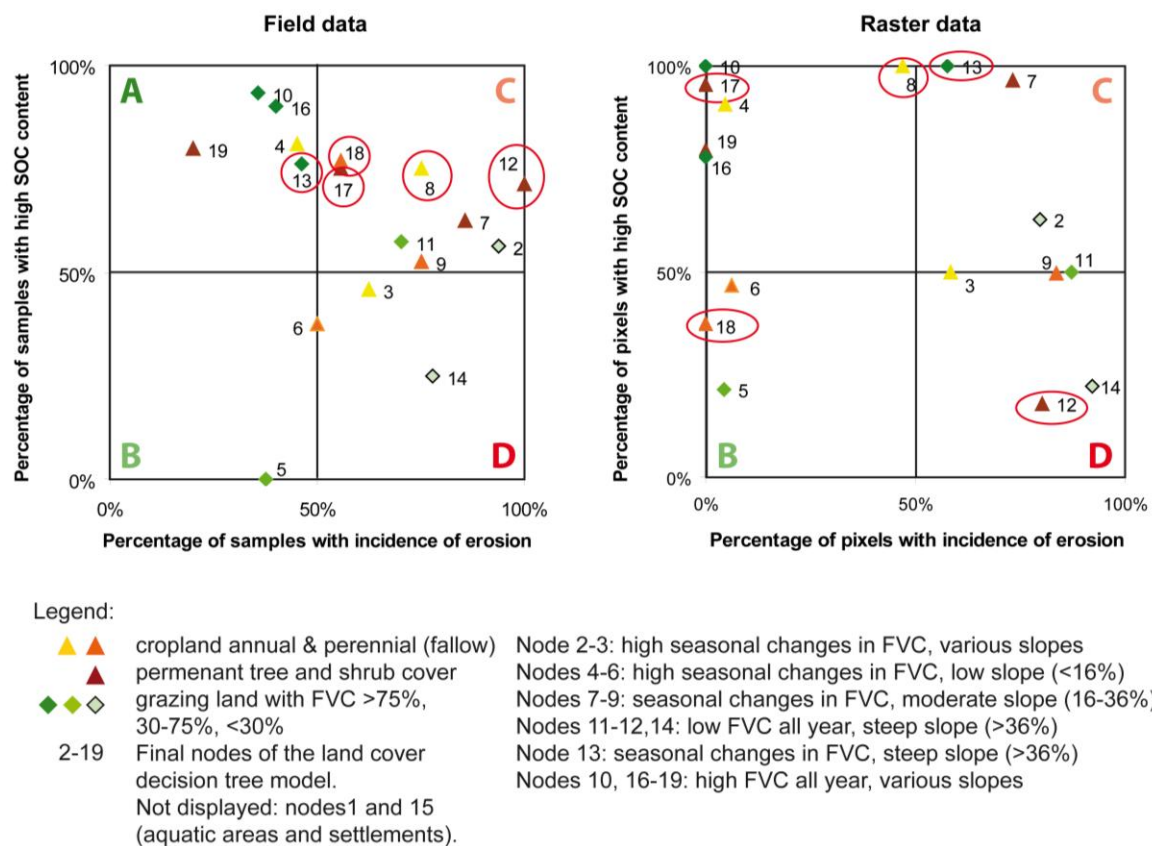 Field data
Percentage of samples with high SOC content
100%
50%
0%
A
C
B
D
10
16
19
4
18
13
17
8
12
7
11
2
9
3
6
14
5
0%
50%
100%
Percentage of samples with incidence of erosion
Raster data
Percentage of pixels with high SOC content
100%
50%
0%
C
B
D
10
17
4
8
13
7
19
16
2
6
3
9
11
18
5
12
14
0%
50%
100%
Percentage of pixels with incidence of erosion
Legend:
cropland annual & perennial (fallow)
permenant tree and shrub cover
grazing land with FVC >75%,
30-75%, <30%
2-19 Final nodes of the land cover
decision tree model.
Not displayed: nodes1 and 15
(aquatic areas and settlements).
Node 2-3: high seasonal changes in FVC, various slopes
Nodes 4-6: high seasonal changes in FVC, low slope (<16%)
Nodes 7-9: seasonal changes in FVC, moderate slope (16-36%)
Nodes 11-12,14: low FVC all year, steep slope (>36%)
Node 13: seasonal changes in FVC, steep slope (>36%)
Nodes 10, 16-19: high FVC all year, various slopes